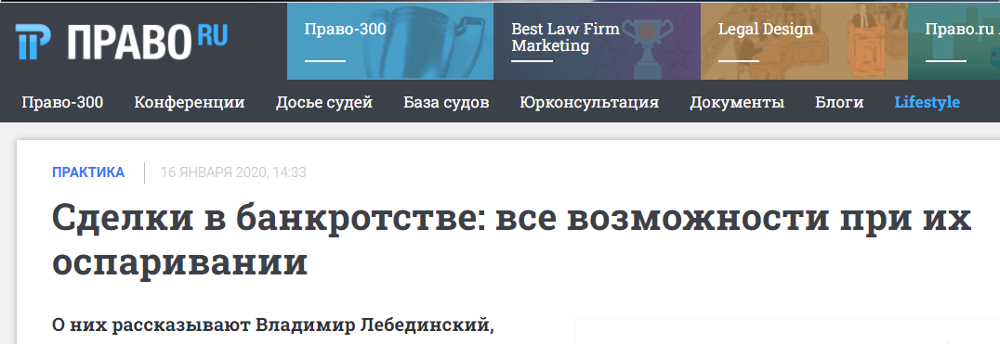 ПРАВО RU
Право-300
Best Law Firm
Marketing
Legal Design
Право.ru
Право-300 Конференции Досье судей База судов Юрконсультация Документы Блоги Lifestyle
ПРАКТИКА 16 ЯНВАРЯ 2020, 14:33
Сделки в банкротстве: все возможности при их
оспаривании
О них рассказывают Владимир Лебединский,